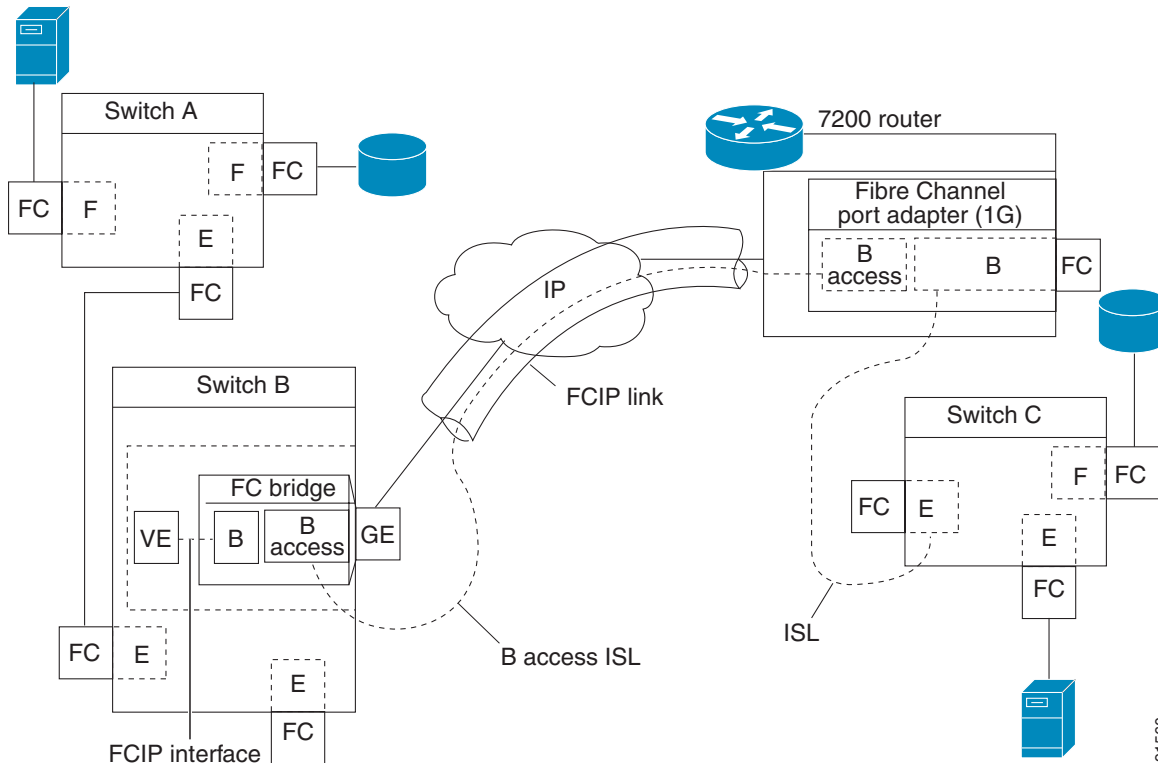 Switch A
7200 router
F
FC
FC
F
E
FC
Fibre Channel
port adapter (1G)
B
access
B
FC
IP
FCIP link
Switch B
Switch C
FC bridge
VE
B
B
access
GE
F
FC
FC
E
E
FC
ISL
B access ISL
FC
E
E
FC
FCIP interface